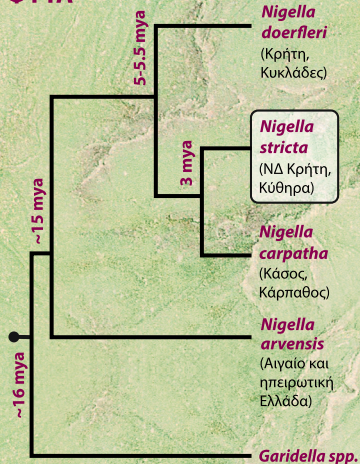 Nigella
doerfleri
(Κρήτη,
Κυκλάδες)
5-5.5 mya
Nigella
stricta
(ΝΔ Κρήτη,
Κύθηρα)
3 mya
Nigella
carpatha
(Κάσος,
Κάρπαθος)
~15 mya
Nigella
arvensis
(Αιγαίο και
ηπειρωτική
Ελλάδα)
~16 mya
Garidella spp.